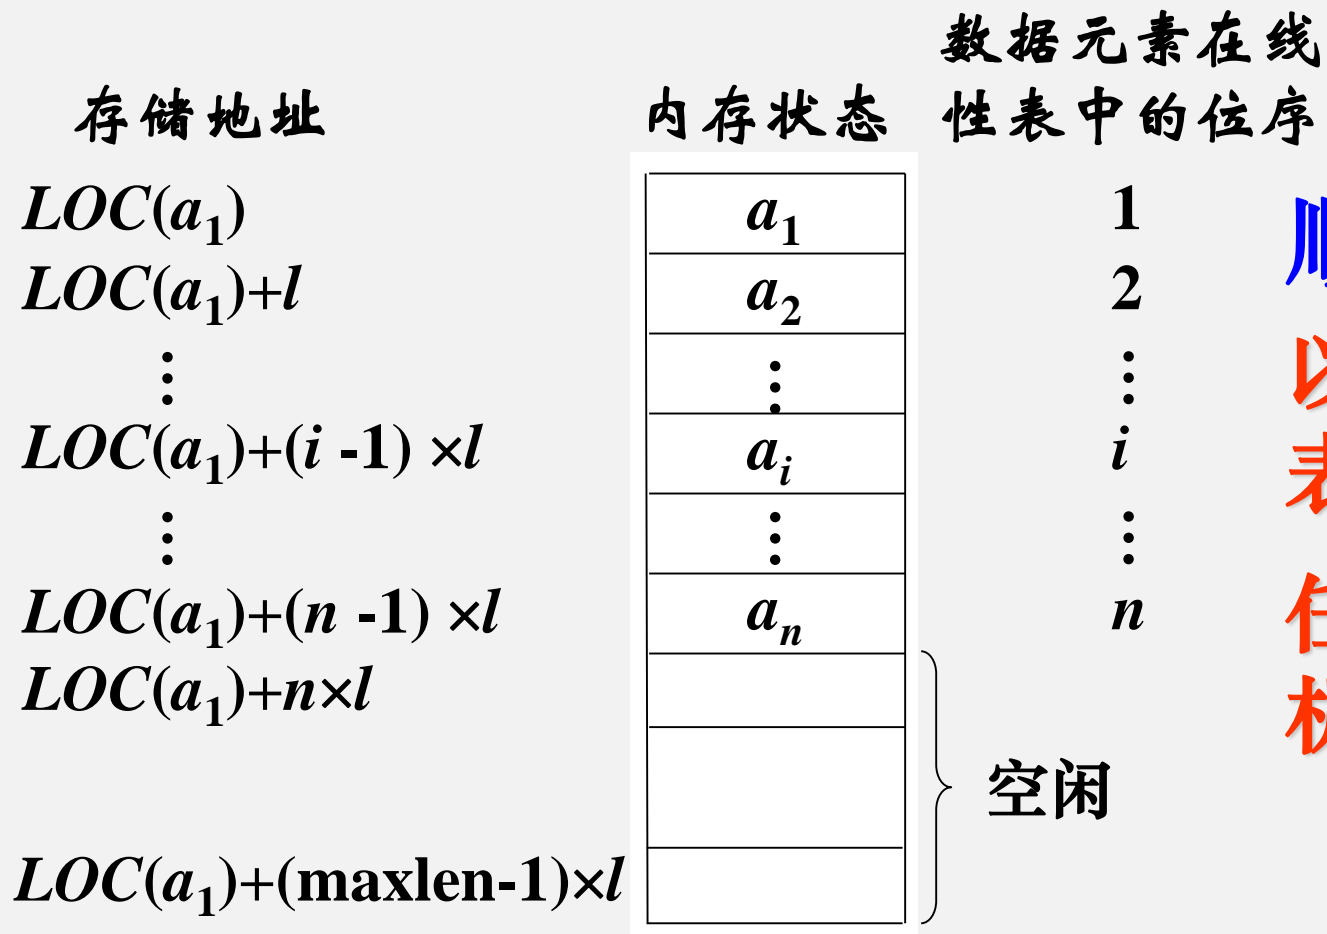 数据元素在线
存储地址 内存状态 性表中的位序
LOC(a₁) a₁ 1
LOC(a₁)+l a₂ 2
⋮ ⋮ ⋮
LOC(a₁)+(i -1) ×l aᵢ i
⋮ ⋮ ⋮
LOC(a₁)+(n -1) ×l aₙ n
LOC(a₁)+n×l
空闲
LOC(a₁)+(maxlen-1)×l